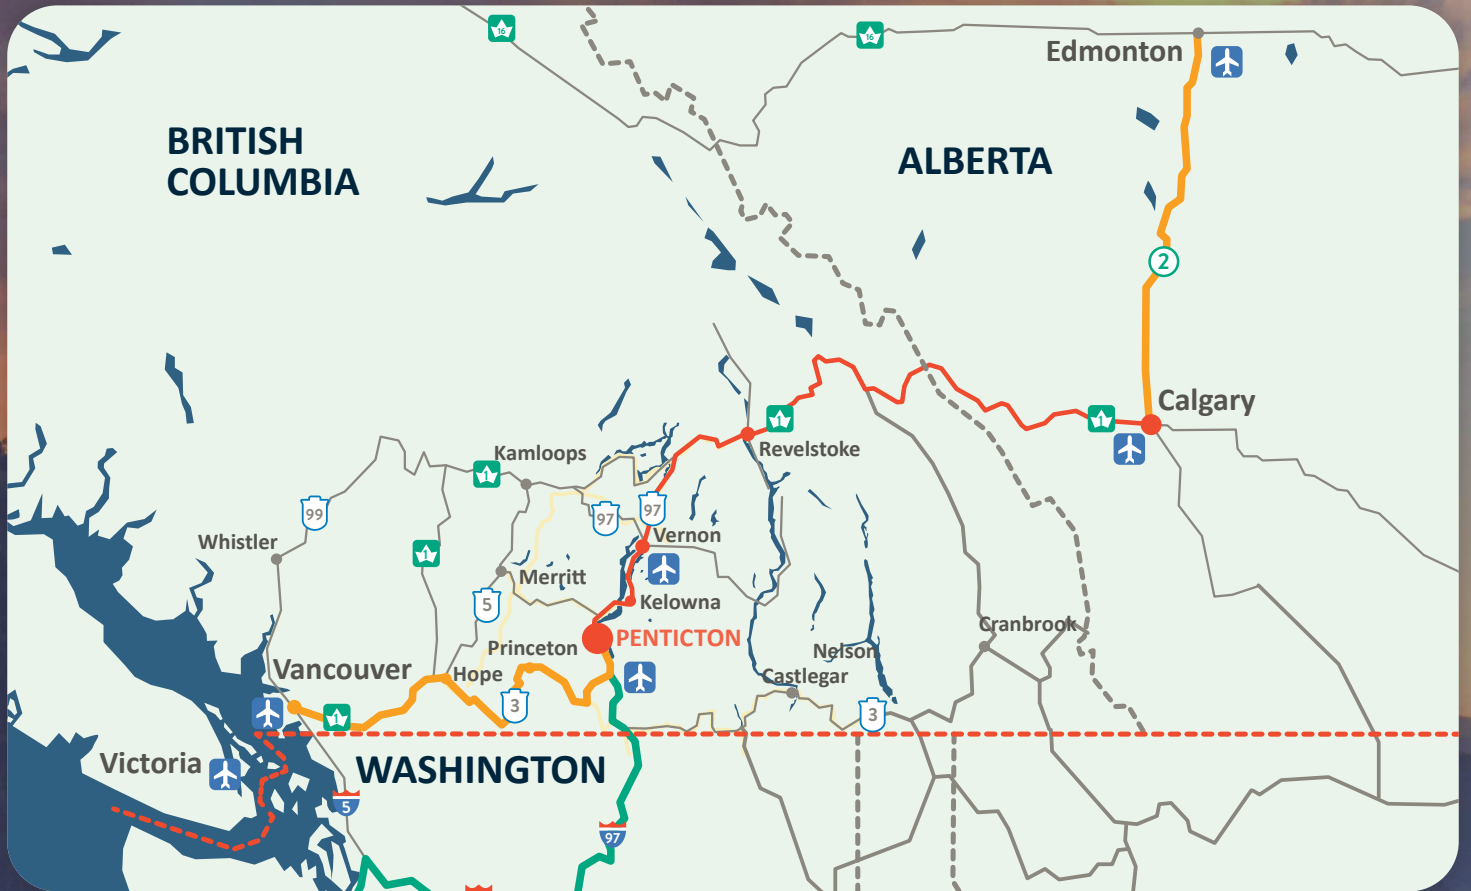 16
16
Edmonton
BRITISH
COLUMBIA
ALBERTA
2
Calgary
1
1
Revelstoke
Kamloops
1
99
97
97
Whistler
1
Vernon
Merritt
5
Kelowna
PENTICTON
Princeton
Cranbrook
Nelson
Vancouver
Hope
Castlegar
3
3
1
Victoria
WASHINGTON
5
97